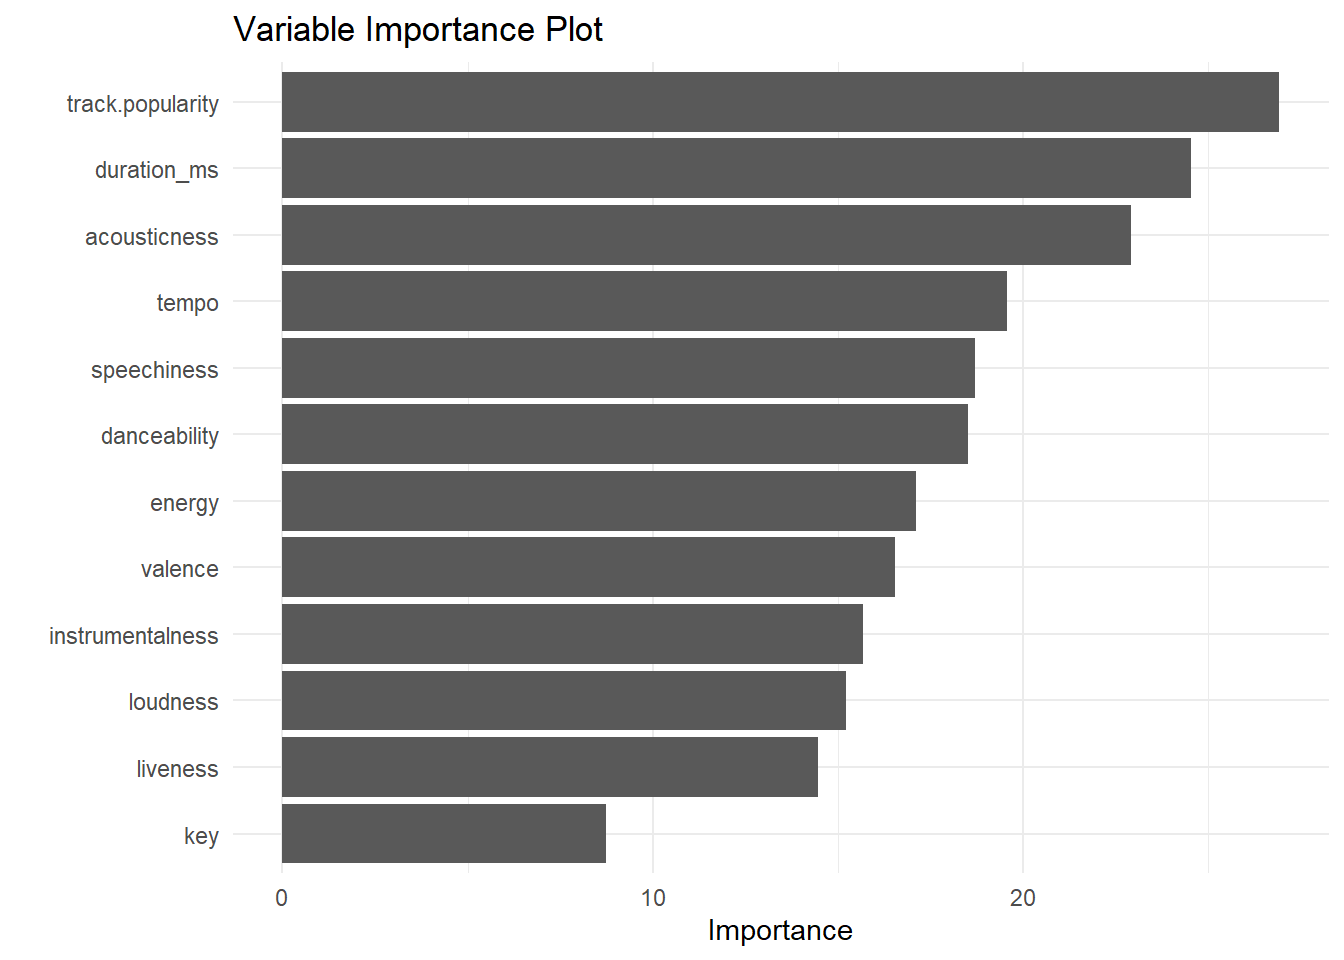 Variable Importance Plot
track.popularity
duration_ms
acousticness
tempo
speechiness
danceability
energy
valence
instrumentalness
loudness
liveness
key
0 10 20
Importance